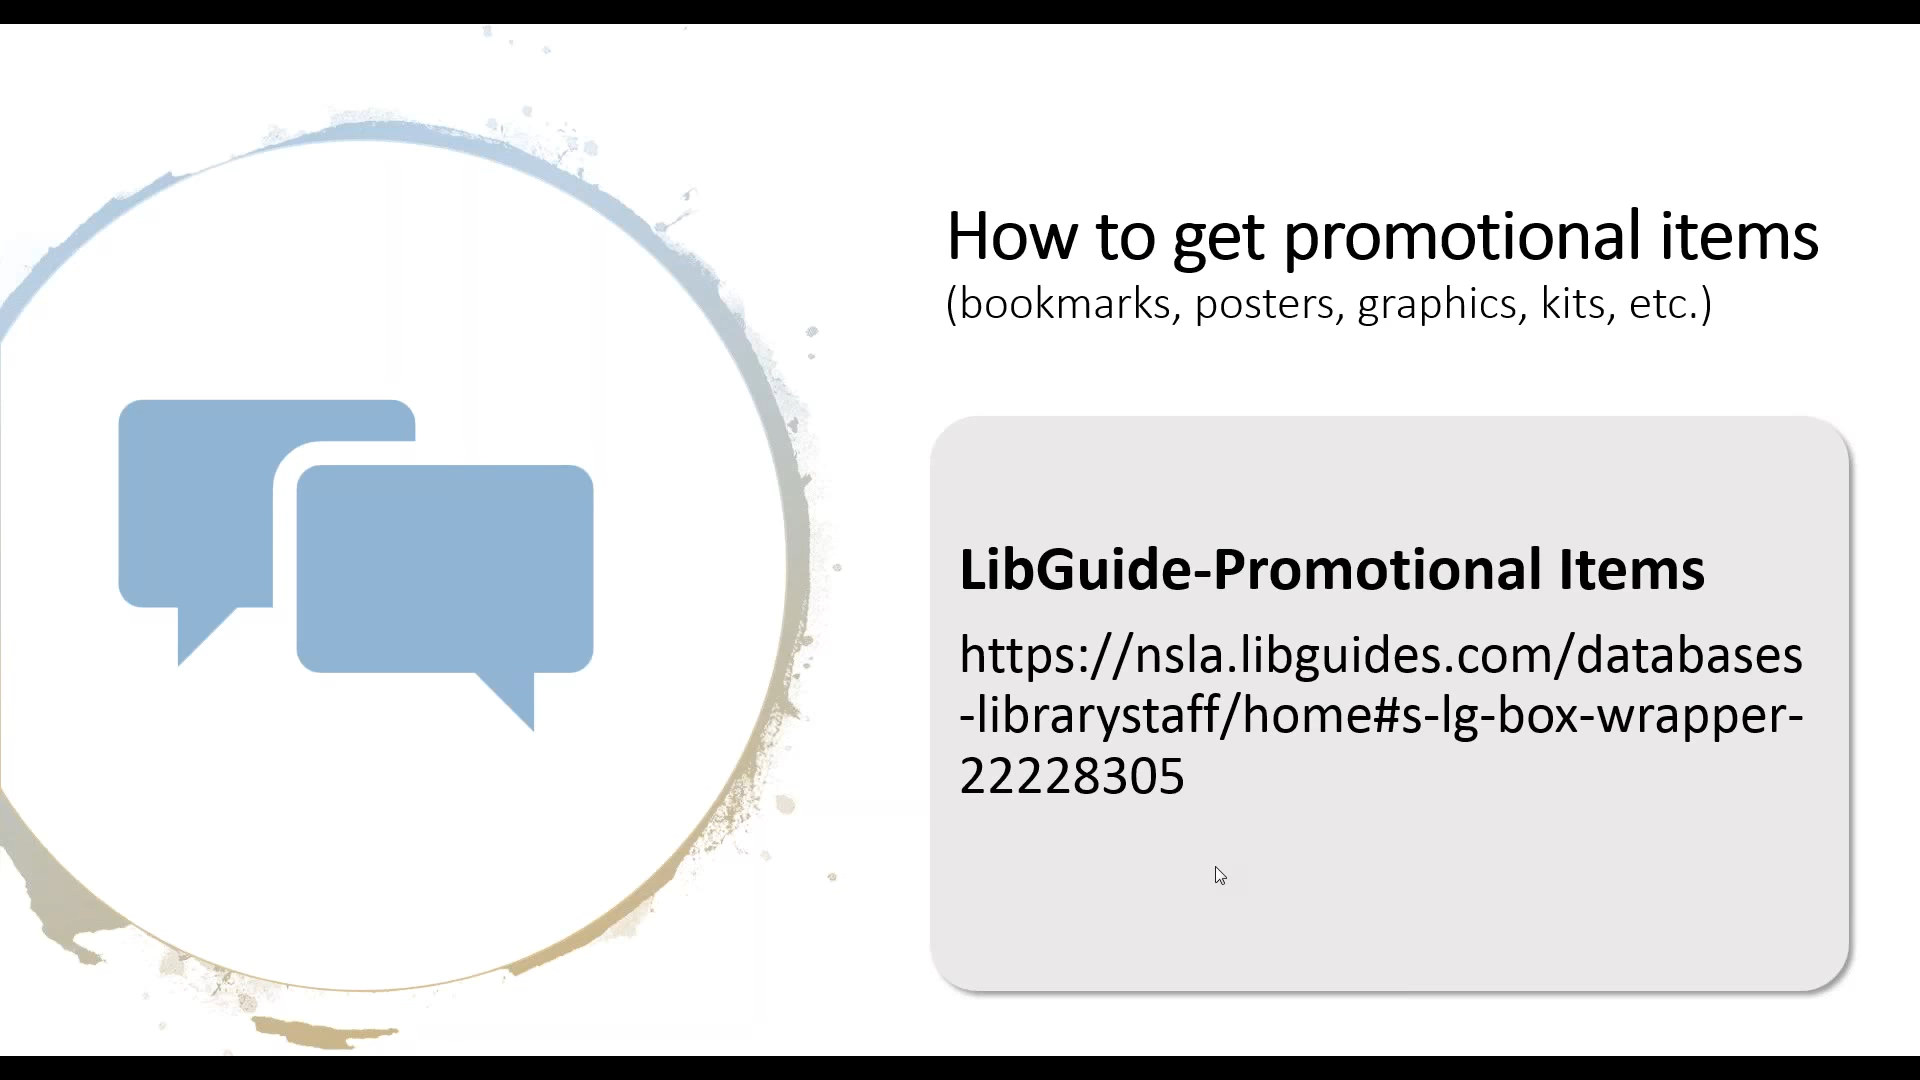 How to get promotional items
(bookmarks, posters, graphics, kits, etc.)
LibGuide-Promotional Items
https://nsla.libguides.com/databases
-librarystaff/home#s-lg-box-wrapper-
22228305